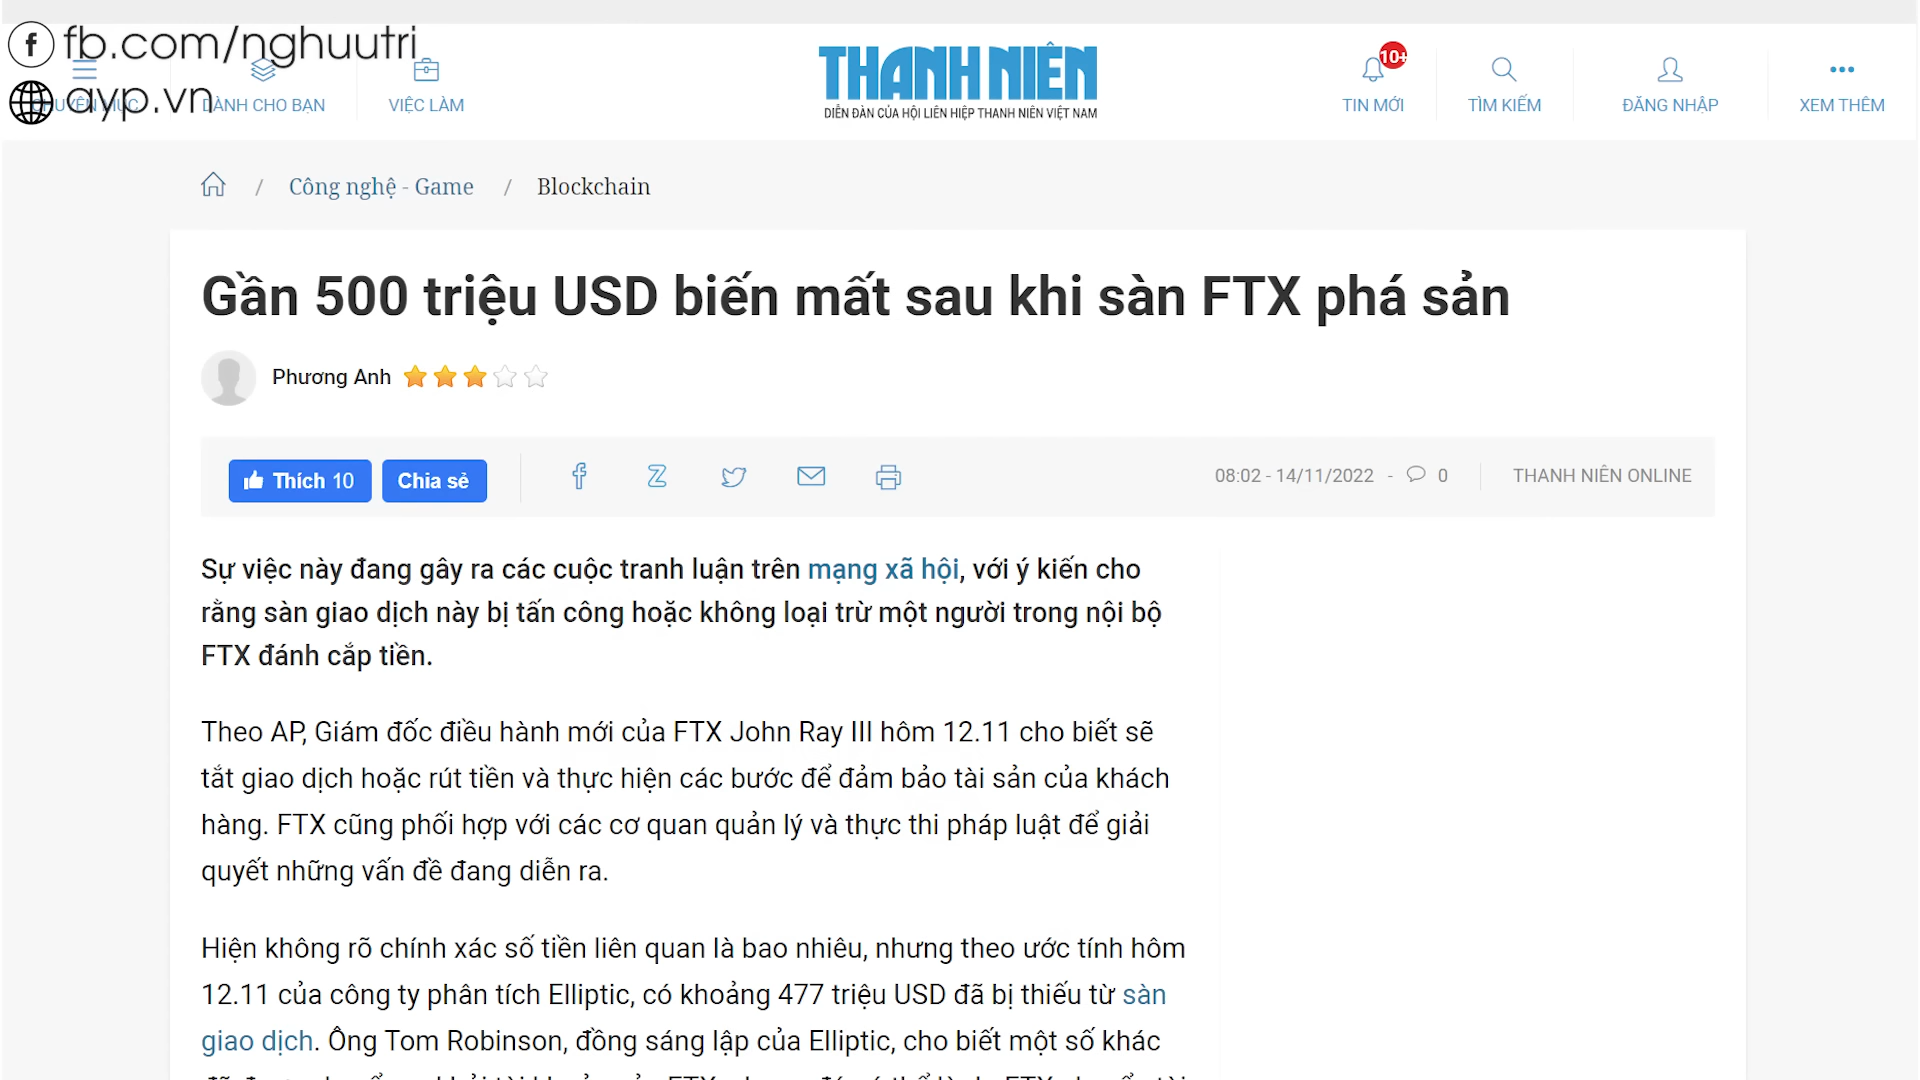 fb.com/nghuutri
ayp.vn
DÀNH CHO BẠN
VIỆC LÀM
THANH NIÊN
DIỄN ĐÀN CỦA HỘI LIÊN HIỆP THANH NIÊN VIỆT NAM
10+
TIN MỚI
TÌM KIẾM
ĐĂNG NHẬP
XEM THÊM
/ Công nghệ - Game / Blockchain
Gần 500 triệu USD biến mất sau khi sàn FTX phá sản
Phương Anh
Thích 10
Chia sẻ
08:02 - 14/11/2022 - 0
THANH NIÊN ONLINE
Sự việc này đang gây ra các cuộc tranh luận trên mạng xã hội, với ý kiến cho
rằng sàn giao dịch này bị tấn công hoặc không loại trừ một người trong nội bộ
FTX đánh cắp tiền.
Theo AP, Giám đốc điều hành mới của FTX John Ray III hôm 12.11 cho biết sẽ
tắt giao dịch hoặc rút tiền và thực hiện các bước để đảm bảo tài sản của khách
hàng. FTX cũng phối hợp với các cơ quan quản lý và thực thi pháp luật để giải
quyết những vấn đề đang diễn ra.
Hiện không rõ chính xác số tiền liên quan là bao nhiêu, nhưng theo ước tính hôm
12.11 của công ty phân tích Elliptic, có khoảng 477 triệu USD đã bị thiếu từ sàn
giao dịch. Ông Tom Robinson, đồng sáng lập của Elliptic, cho biết một số khác